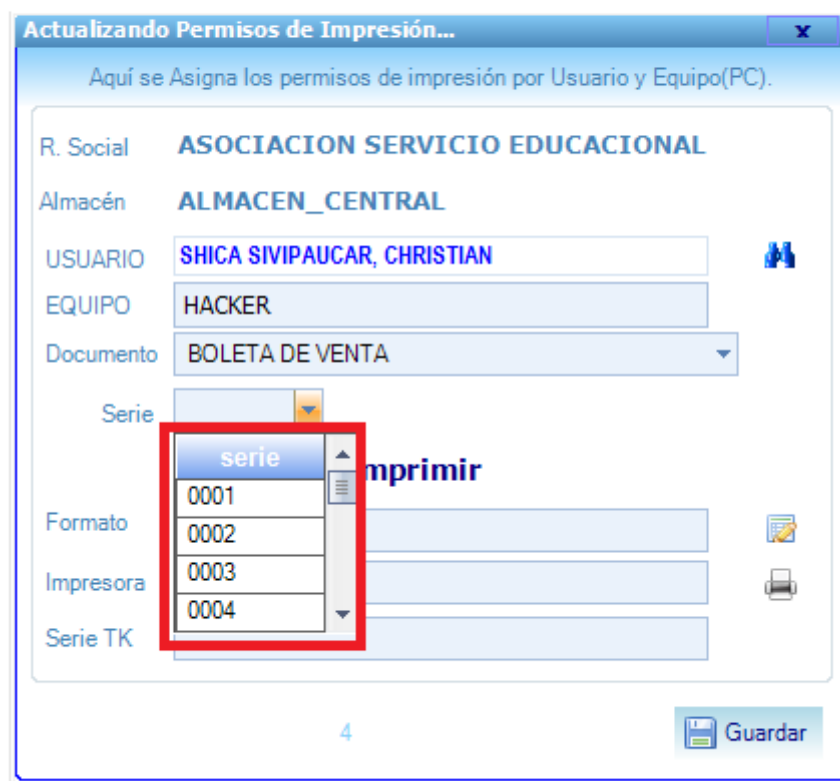 Actualizando Permisos de Impresión... x
Aquí se Asigna los permisos de impresión por Usuario y Equipo(PC).
R. Social ASOCIACION SERVICIO EDUCACIONAL
Almacén ALMACEN_CENTRAL
USUARIO SHICA SIVIPAUCAR, CHRISTIAN
EQUIPO HACKER
Documento BOLETA DE VENTA
Serie
serie
mprimir
0001
Formato
0002
0003
Impresora
0004
Serie TK
4 Guardar